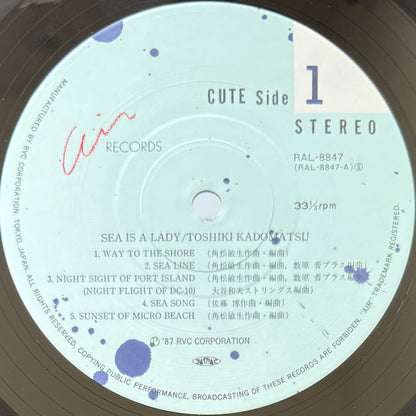 CUTE Side 1
STEREO
Air RECORDS
RAL-8847
(RAL-8847-A) Ⓢ
33⅓rpm
SEA IS A LADY/TOSHIKI KADOMATSU
1. WAY TO THE SHORE (角松敏生作曲・編曲)
2. SEA LINE (角松敏生作曲・編曲, 数原 晋ブラス編曲)
3. NIGHT SIGHT OF PORT ISLAND (角松敏生作曲・編曲, 数原 晋ブラス編曲,
(NIGHT FLIGHT OF DC-10) 大谷和夫ストリングス編曲)
4. SEA SONG (佐藤 博作曲・編曲)
5. SUNSET OF MICRO BEACH (角松敏生作曲・編曲)
Ⓟ '87 RVC CORPORATION
JASRAC
MANUFACTURED BY RVC CORPORATION, TOKYO, JAPAN. ALL RIGHTS RESERVED. COPYING, PUBLIC PERFORMANCE, BROADCASTING OF THESE RECORDS ARE FORBIDDEN. "AIR" TRADEMARK REGISTERED.